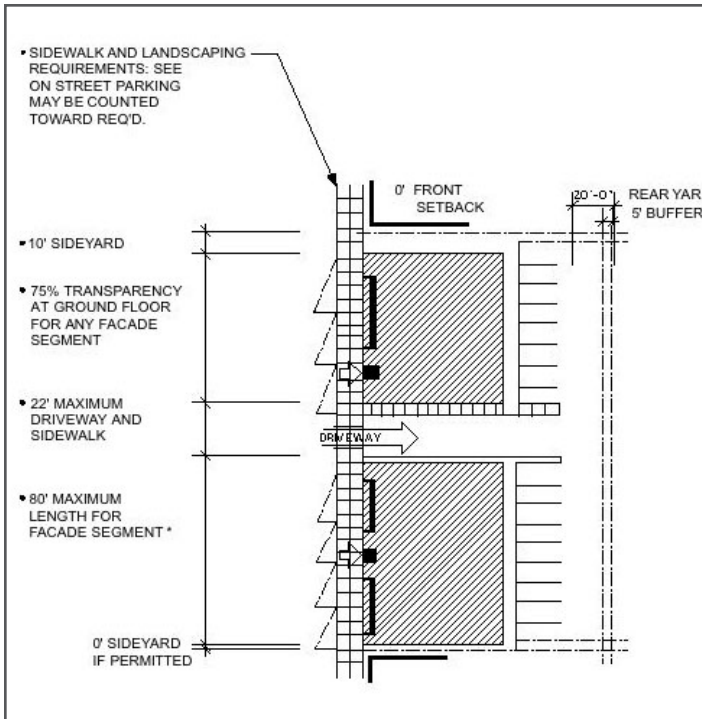 • SIDEWALK AND LANDSCAPING
REQUIREMENTS: SEE
ON STREET PARKING
MAY BE COUNTED
TOWARD REQ'D.
0' FRONT
SETBACK
20'-0"
REAR YAR
5' BUFFER
• 10' SIDEYARD
• 75% TRANSPARENCY
AT GROUND FLOOR
FOR ANY FACADE
SEGMENT
• 22' MAXIMUM
DRIVEWAY AND
SIDEWALK
DRIVEWAY
• 80' MAXIMUM
LENGTH FOR
FACADE SEGMENT *
0' SIDEYARD
IF PERMITTED